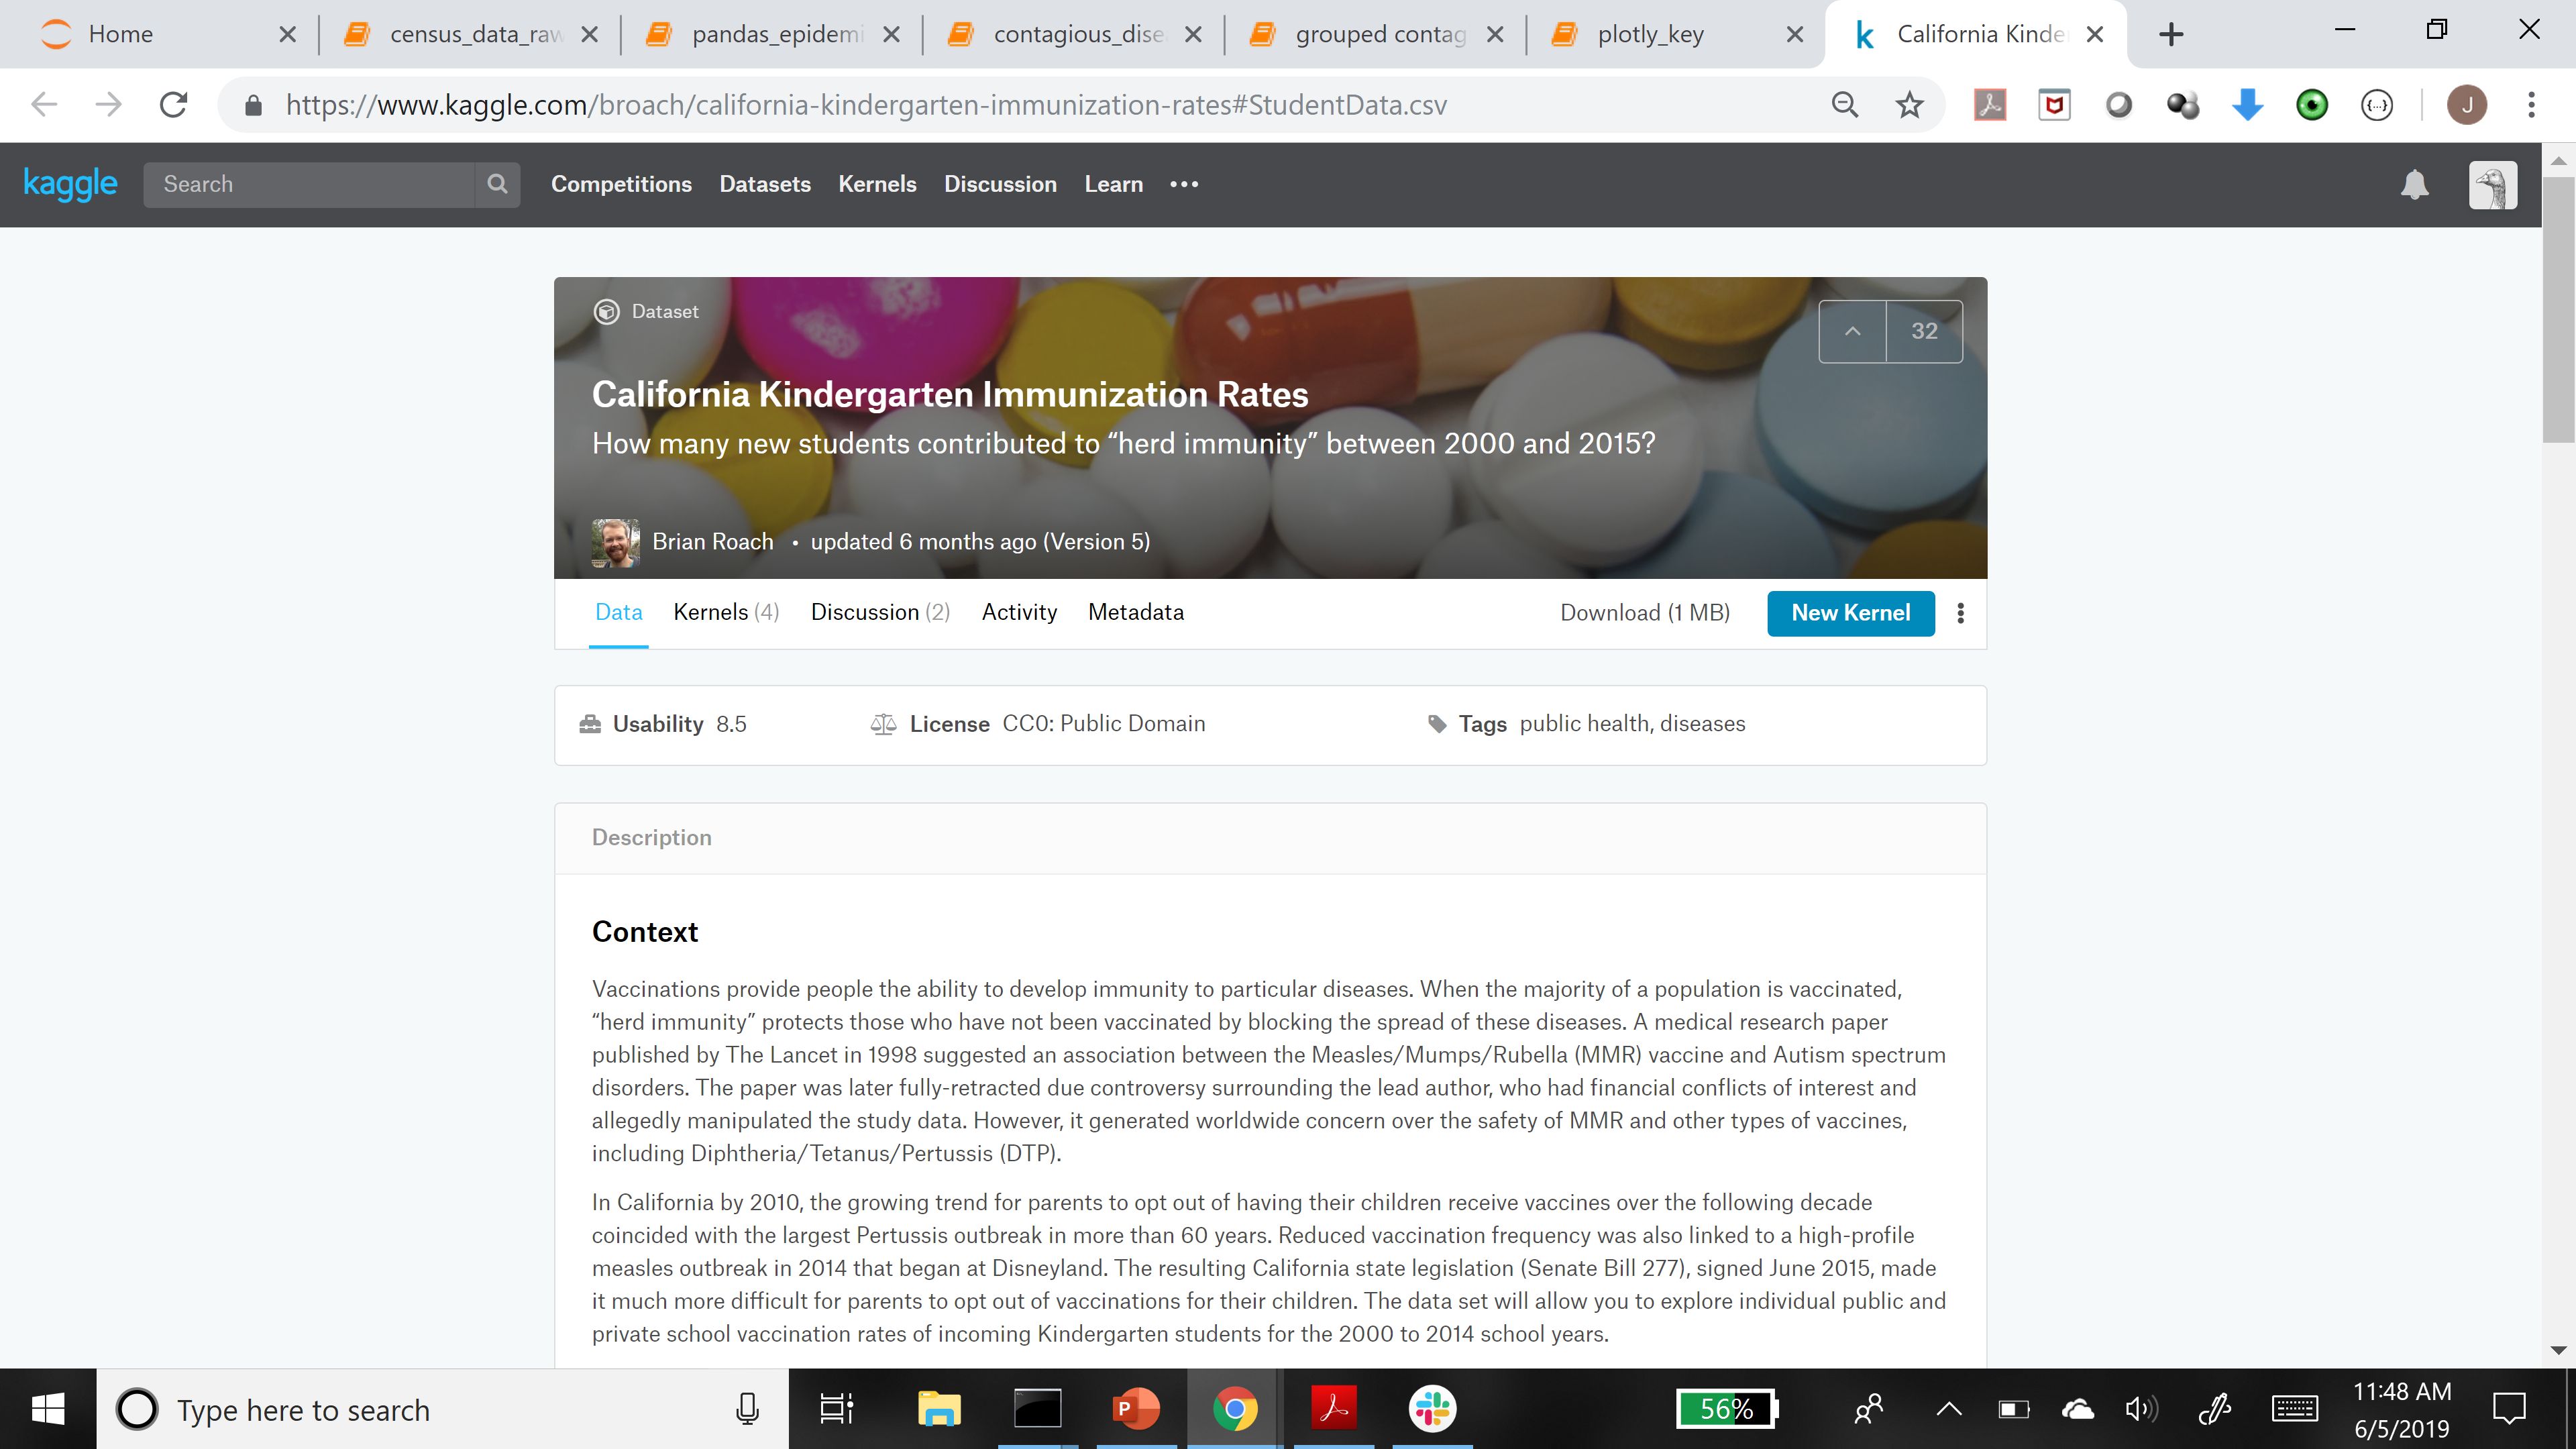 Home
census_data_raw
pandas_epidemi
contagious_dise
grouped contag
plotly_key
California Kinde
https://www.kaggle.com/broach/california-kindergarten-immunization-rates#StudentData.csv
J
kaggle
Search
Competitions Datasets Kernels Discussion Learn
Dataset
32
California Kindergarten Immunization Rates
How many new students contributed to “herd immunity” between 2000 and 2015?
Brian Roach • updated 6 months ago (Version 5)
Data Kernels (4) Discussion (2) Activity Metadata Download (1 MB) New Kernel
Usability 8.5 License CC0: Public Domain Tags public health, diseases
Description
Context
Vaccinations provide people the ability to develop immunity to particular diseases. When the majority of a population is vaccinated,
“herd immunity” protects those who have not been vaccinated by blocking the spread of these diseases. A medical research paper
published by The Lancet in 1998 suggested an association between the Measles/Mumps/Rubella (MMR) vaccine and Autism spectrum
disorders. The paper was later fully-retracted due controversy surrounding the lead author, who had financial conflicts of interest and
allegedly manipulated the study data. However, it generated worldwide concern over the safety of MMR and other types of vaccines,
including Diphtheria/Tetanus/Pertussis (DTP).
In California by 2010, the growing trend for parents to opt out of having their children receive vaccines over the following decade
coincided with the largest Pertussis outbreak in more than 60 years. Reduced vaccination frequency was also linked to a high-profile
measles outbreak in 2014 that began at Disneyland. The resulting California state legislation (Senate Bill 277), signed June 2015, made
it much more difficult for parents to opt out of vaccinations for their children. The data set will allow you to explore individual public and
private school vaccination rates of incoming Kindergarten students for the 2000 to 2014 school years.
Type here to search
P
56%
11:48 AM
6/5/2019